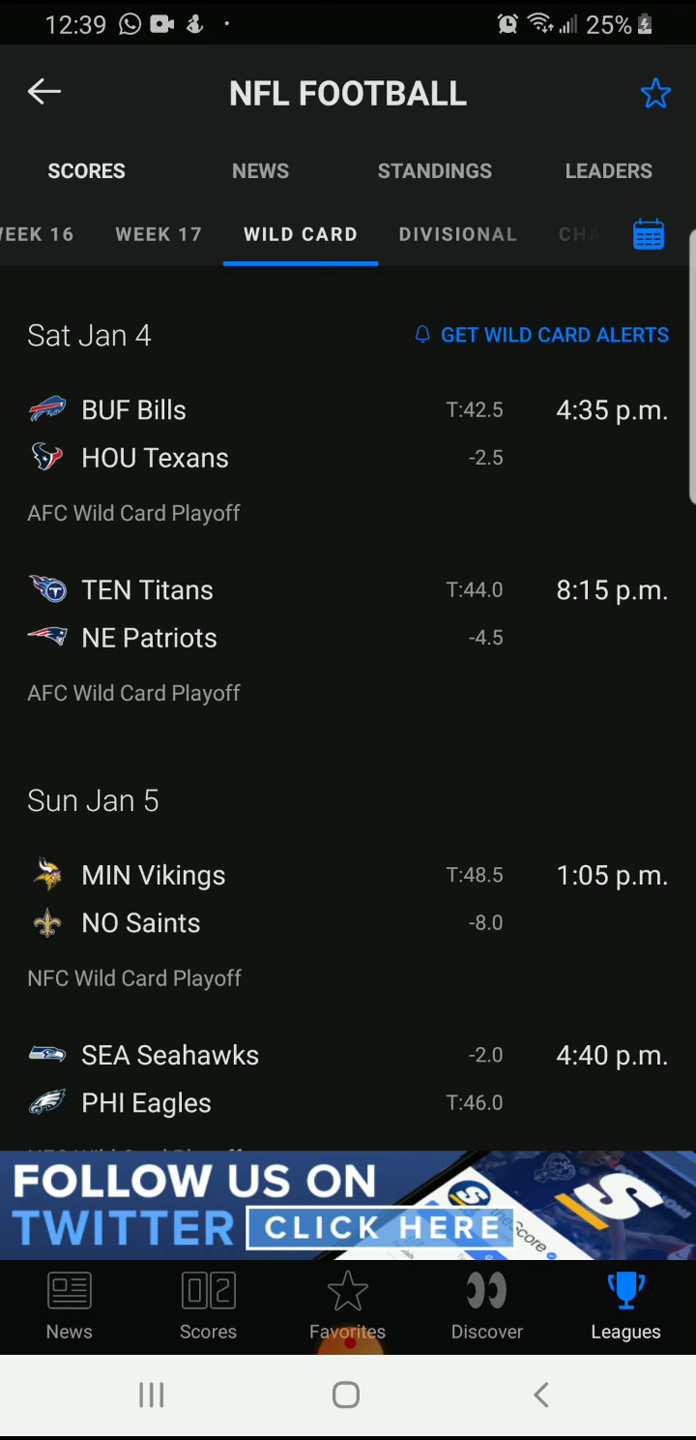 12:39
25%
NFL FOOTBALL
SCORES NEWS STANDINGS LEADERS
EEK 16 WEEK 17 WILD CARD DIVISIONAL CHA
Sat Jan 4 GET WILD CARD ALERTS
BUF Bills T:42.5 4:35 p.m.
HOU Texans -2.5
AFC Wild Card Playoff
TEN Titans T:44.0 8:15 p.m.
NE Patriots -4.5
AFC Wild Card Playoff
Sun Jan 5
MIN Vikings T:48.5 1:05 p.m.
NO Saints -8.0
NFC Wild Card Playoff
SEA Seahawks -2.0 4:40 p.m.
PHI Eagles T:46.0
FOLLOW US ON
TWITTER CLICK HERE
theScore
News Scores Favorites Discover Leagues